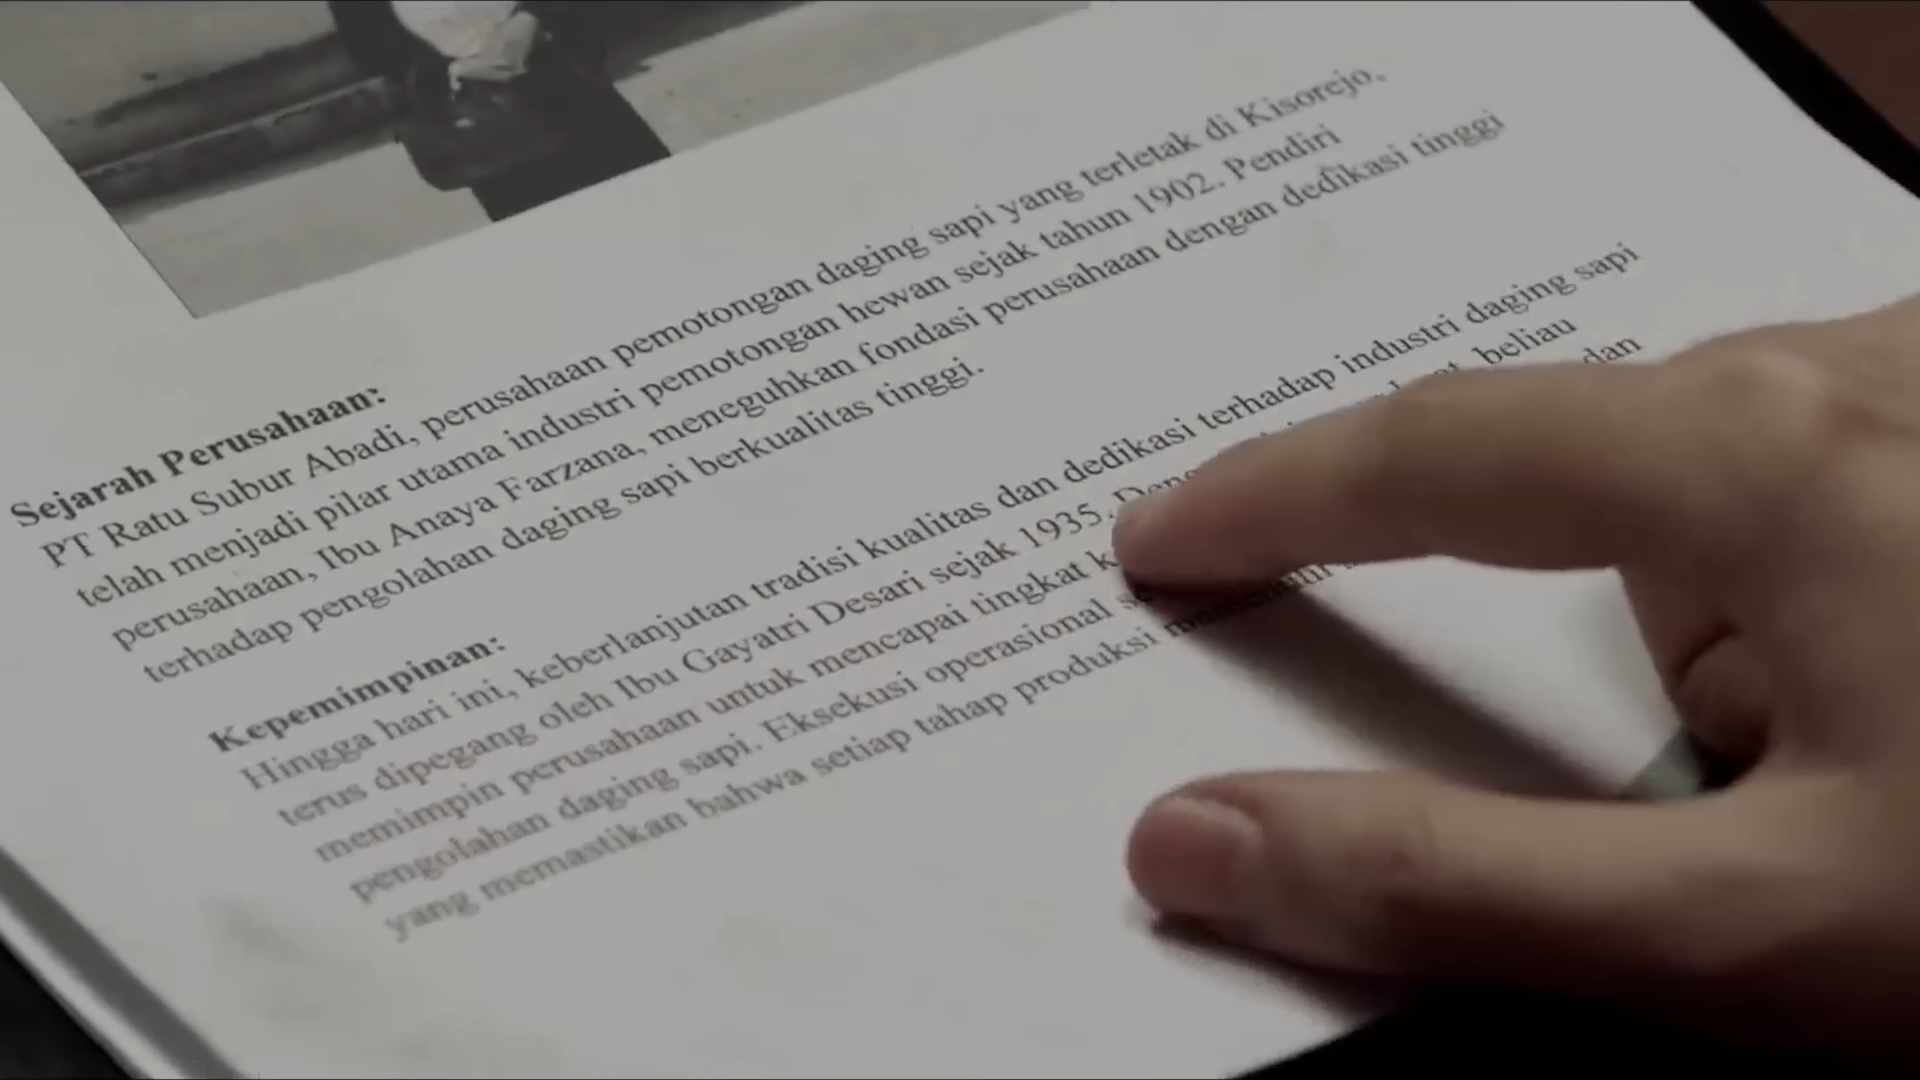 Sejarah Perusahaan:
PT Ratu Subur Abadi, perusahaan pemotongan daging sapi yang terletak di Kisorejo,
telah menjadi pilar utama industri pemotongan hewan sejak tahun 1902. Pendiri
perusahaan, Ibu Anaya Farzana, meneguhkan fondasi perusahaan dengan dedikasi tinggi
terhadap pengolahan daging sapi berkualitas tinggi.
Kepemimpinan:
Hingga hari ini, keberlanjutan tradisi kualitas dan dedikasi terhadap industri daging sapi
terus dipegang oleh Ibu Gayatri Desari sejak 1935. beliau
memimpin perusahaan untuk mencapai tingkat dan
pengolahan daging sapi. Eksekusi operasional
yang memastikan bahwa setiap tahap produksi